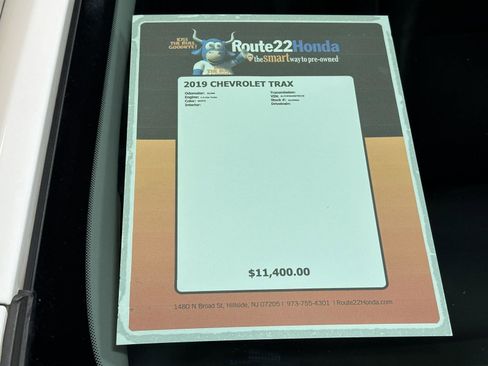 KISS
THE BULL
GOODBYE!
Route22Honda
the smart way to pre-owned
2019 CHEVROLET TRAX
Odometer:
Engine:
Color:
Interior:
Transmission:
VIN:
Stock #:
Drivetrain:
$11,400.00
1480 N Broad St, Hillside, NJ 07205 | 973-755-4301 | Route22Honda.com